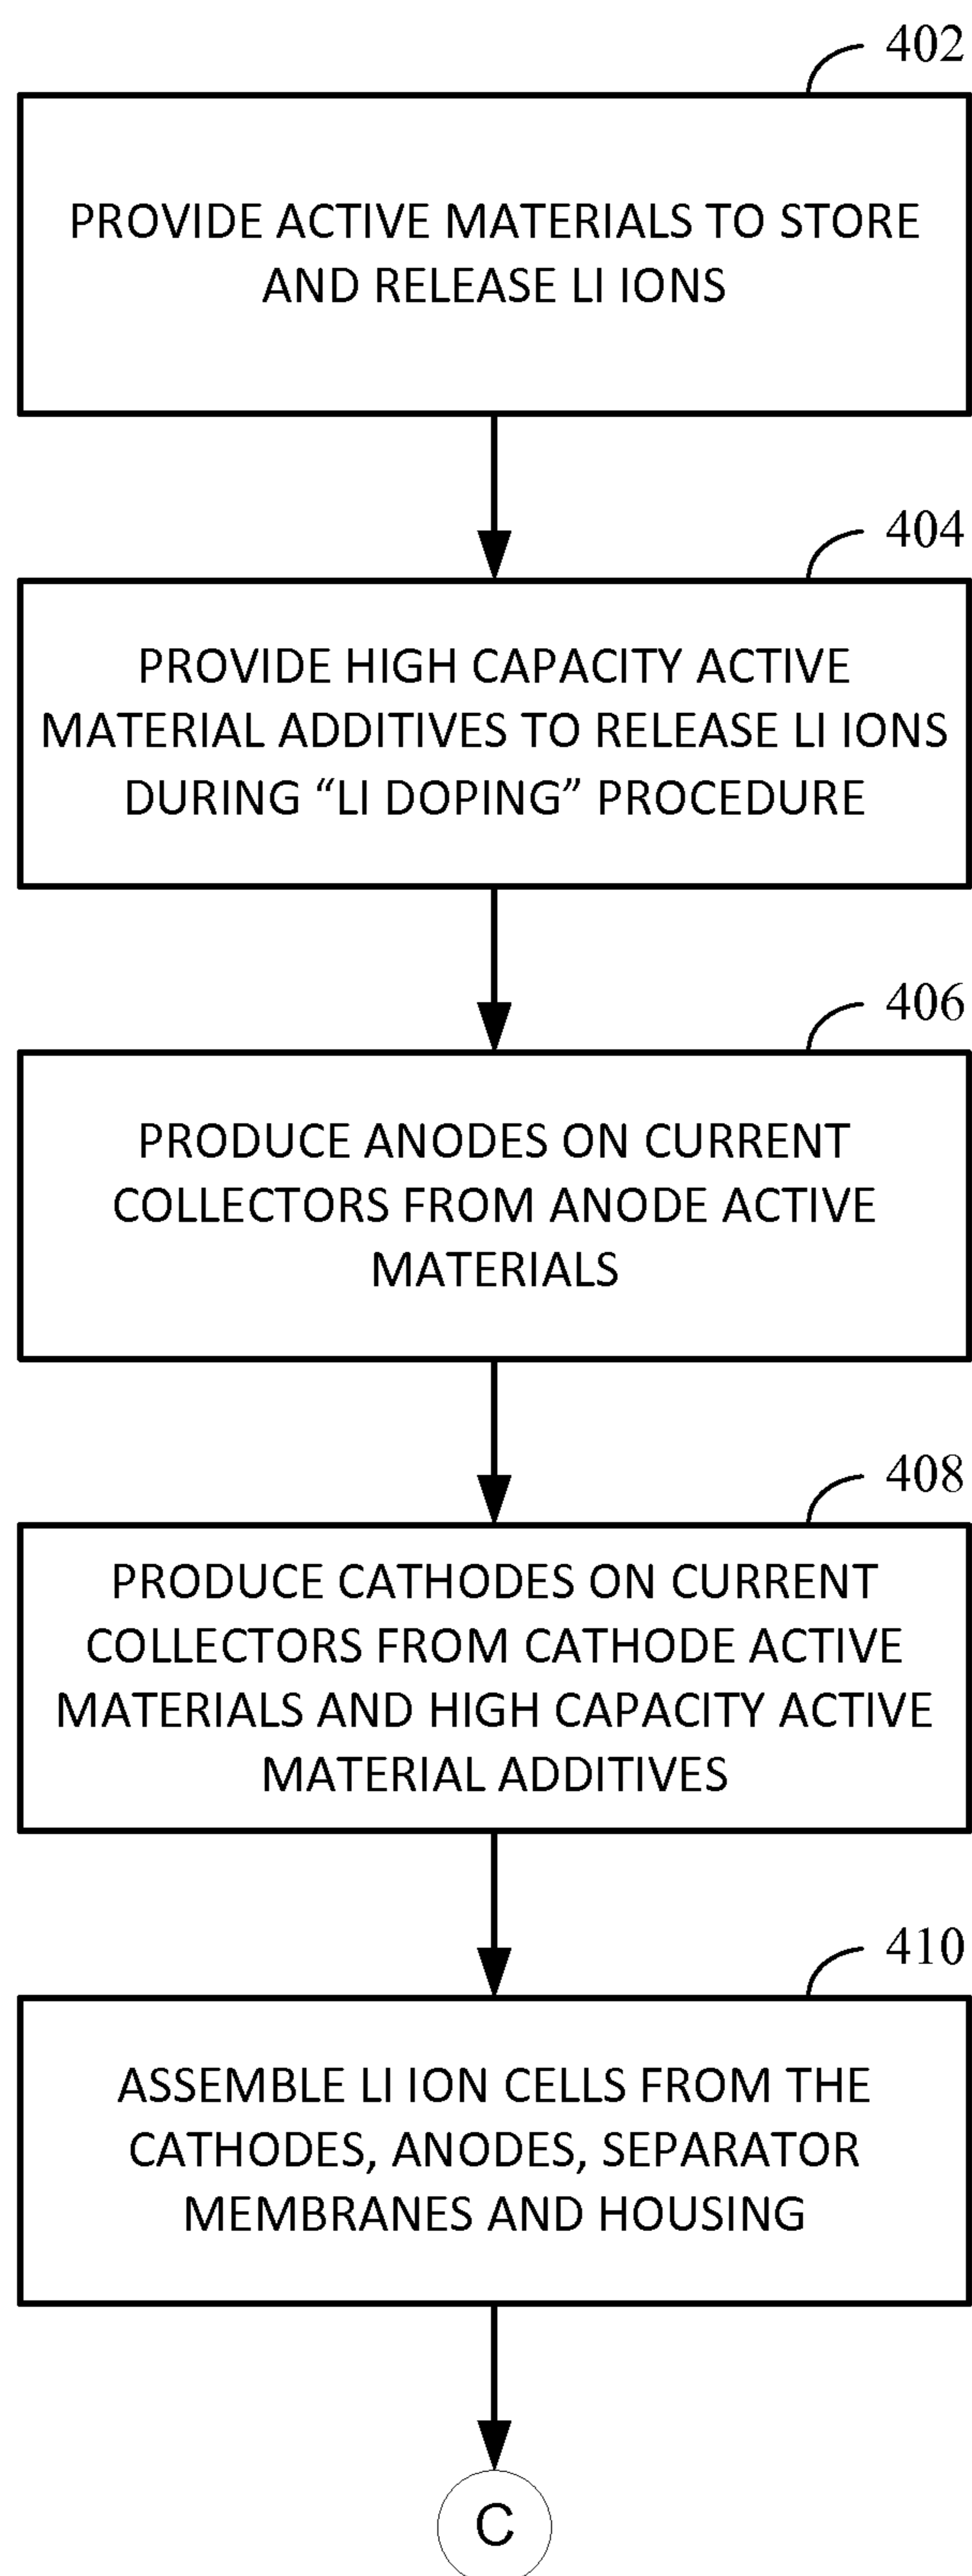 402
PROVIDE ACTIVE MATERIALS TO STORE
AND RELEASE LI IONS
404
PROVIDE HIGH CAPACITY ACTIVE
MATERIAL ADDITIVES TO RELEASE LI IONS
DURING “LI DOPING” PROCEDURE
406
PRODUCE ANODES ON CURRENT
COLLECTORS FROM ANODE ACTIVE
MATERIALS
408
PRODUCE CATHODES ON CURRENT
COLLECTORS FROM CATHODE ACTIVE
MATERIALS AND HIGH CAPACITY ACTIVE
MATERIAL ADDITIVES
410
ASSEMBLE LI ION CELLS FROM THE
CATHODES, ANODES, SEPARATOR
MEMBRANES AND HOUSING
C